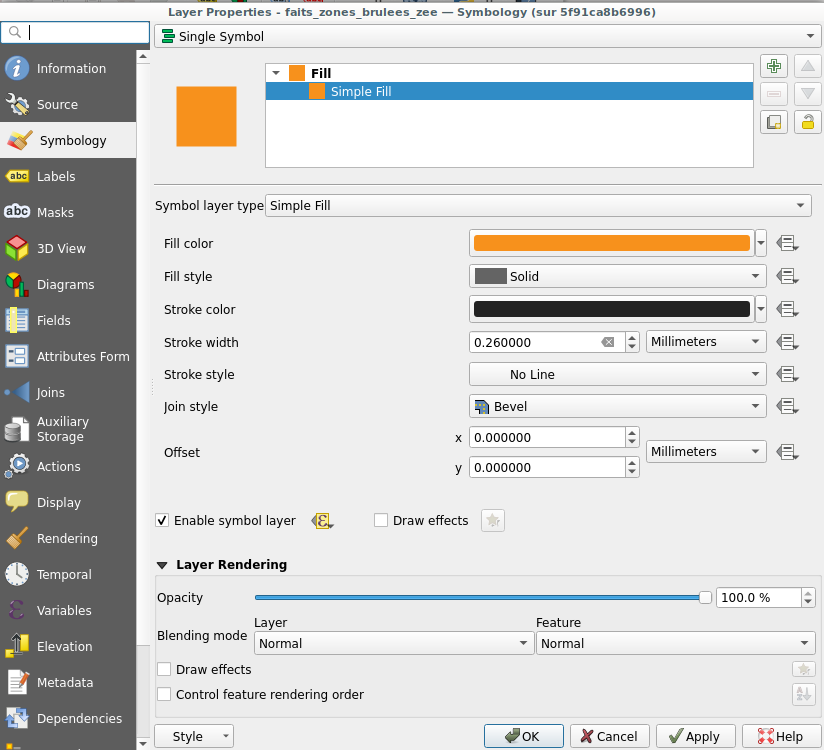 Layer Properties - faits_zones_brulees_zee — Symbology (sur 5f91ca8b6996)
Information
Source
Symbology
abc Labels
abc Masks
3D View
Diagrams
Fields
Attributes Form
Joins
Auxiliary
Storage
Actions
Display
Rendering
Temporal
Variables
Elevation
Metadata
Dependencies
Single Symbol
Fill
Simple Fill
Symbol layer type Simple Fill
Fill color
Fill style Solid
Stroke color
Stroke width 0.260000 Millimeters
Stroke style No Line
Join style Bevel
Offset x 0.000000 Millimeters
y 0.000000
Enable symbol layer Draw effects
Layer Rendering
Opacity 100.0 %
Layer Feature
Blending mode Normal Normal
Draw effects
Control feature rendering order
Style OK Cancel Apply Help